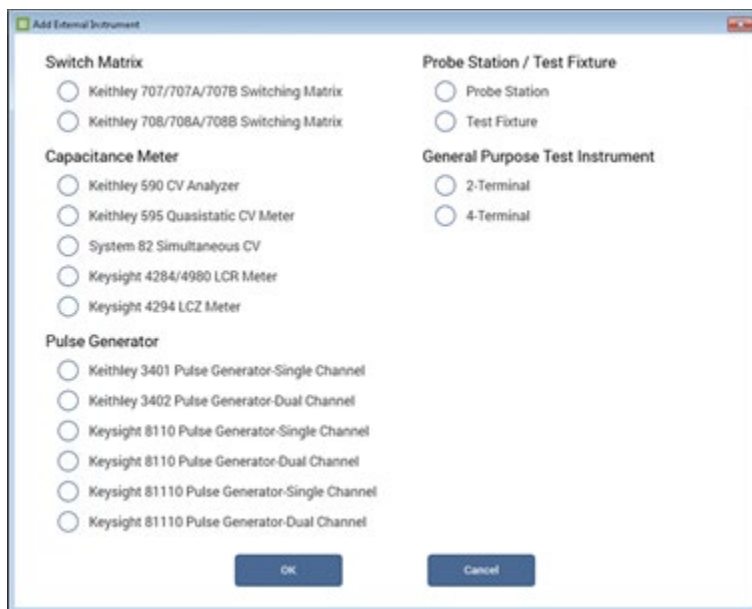 Add External Instrument
Switch Matrix
Keithley 707/707A/707B Switching Matrix
Keithley 708/708A/708B Switching Matrix
Capacitance Meter
Keithley 590 CV Analyzer
Keithley 595 Quasistatic CV Meter
System 82 Simultaneous CV
Keysight 4284/4980 LCR Meter
Keysight 4294 LCZ Meter
Pulse Generator
Keithley 3401 Pulse Generator-Single Channel
Keithley 3402 Pulse Generator-Dual Channel
Keysight 8110 Pulse Generator-Single Channel
Keysight 8110 Pulse Generator-Dual Channel
Keysight 81110 Pulse Generator-Single Channel
Keysight 81110 Pulse Generator-Dual Channel
Probe Station / Test Fixture
Probe Station
Test Fixture
General Purpose Test Instrument
2-Terminal
4-Terminal
OK
Cancel